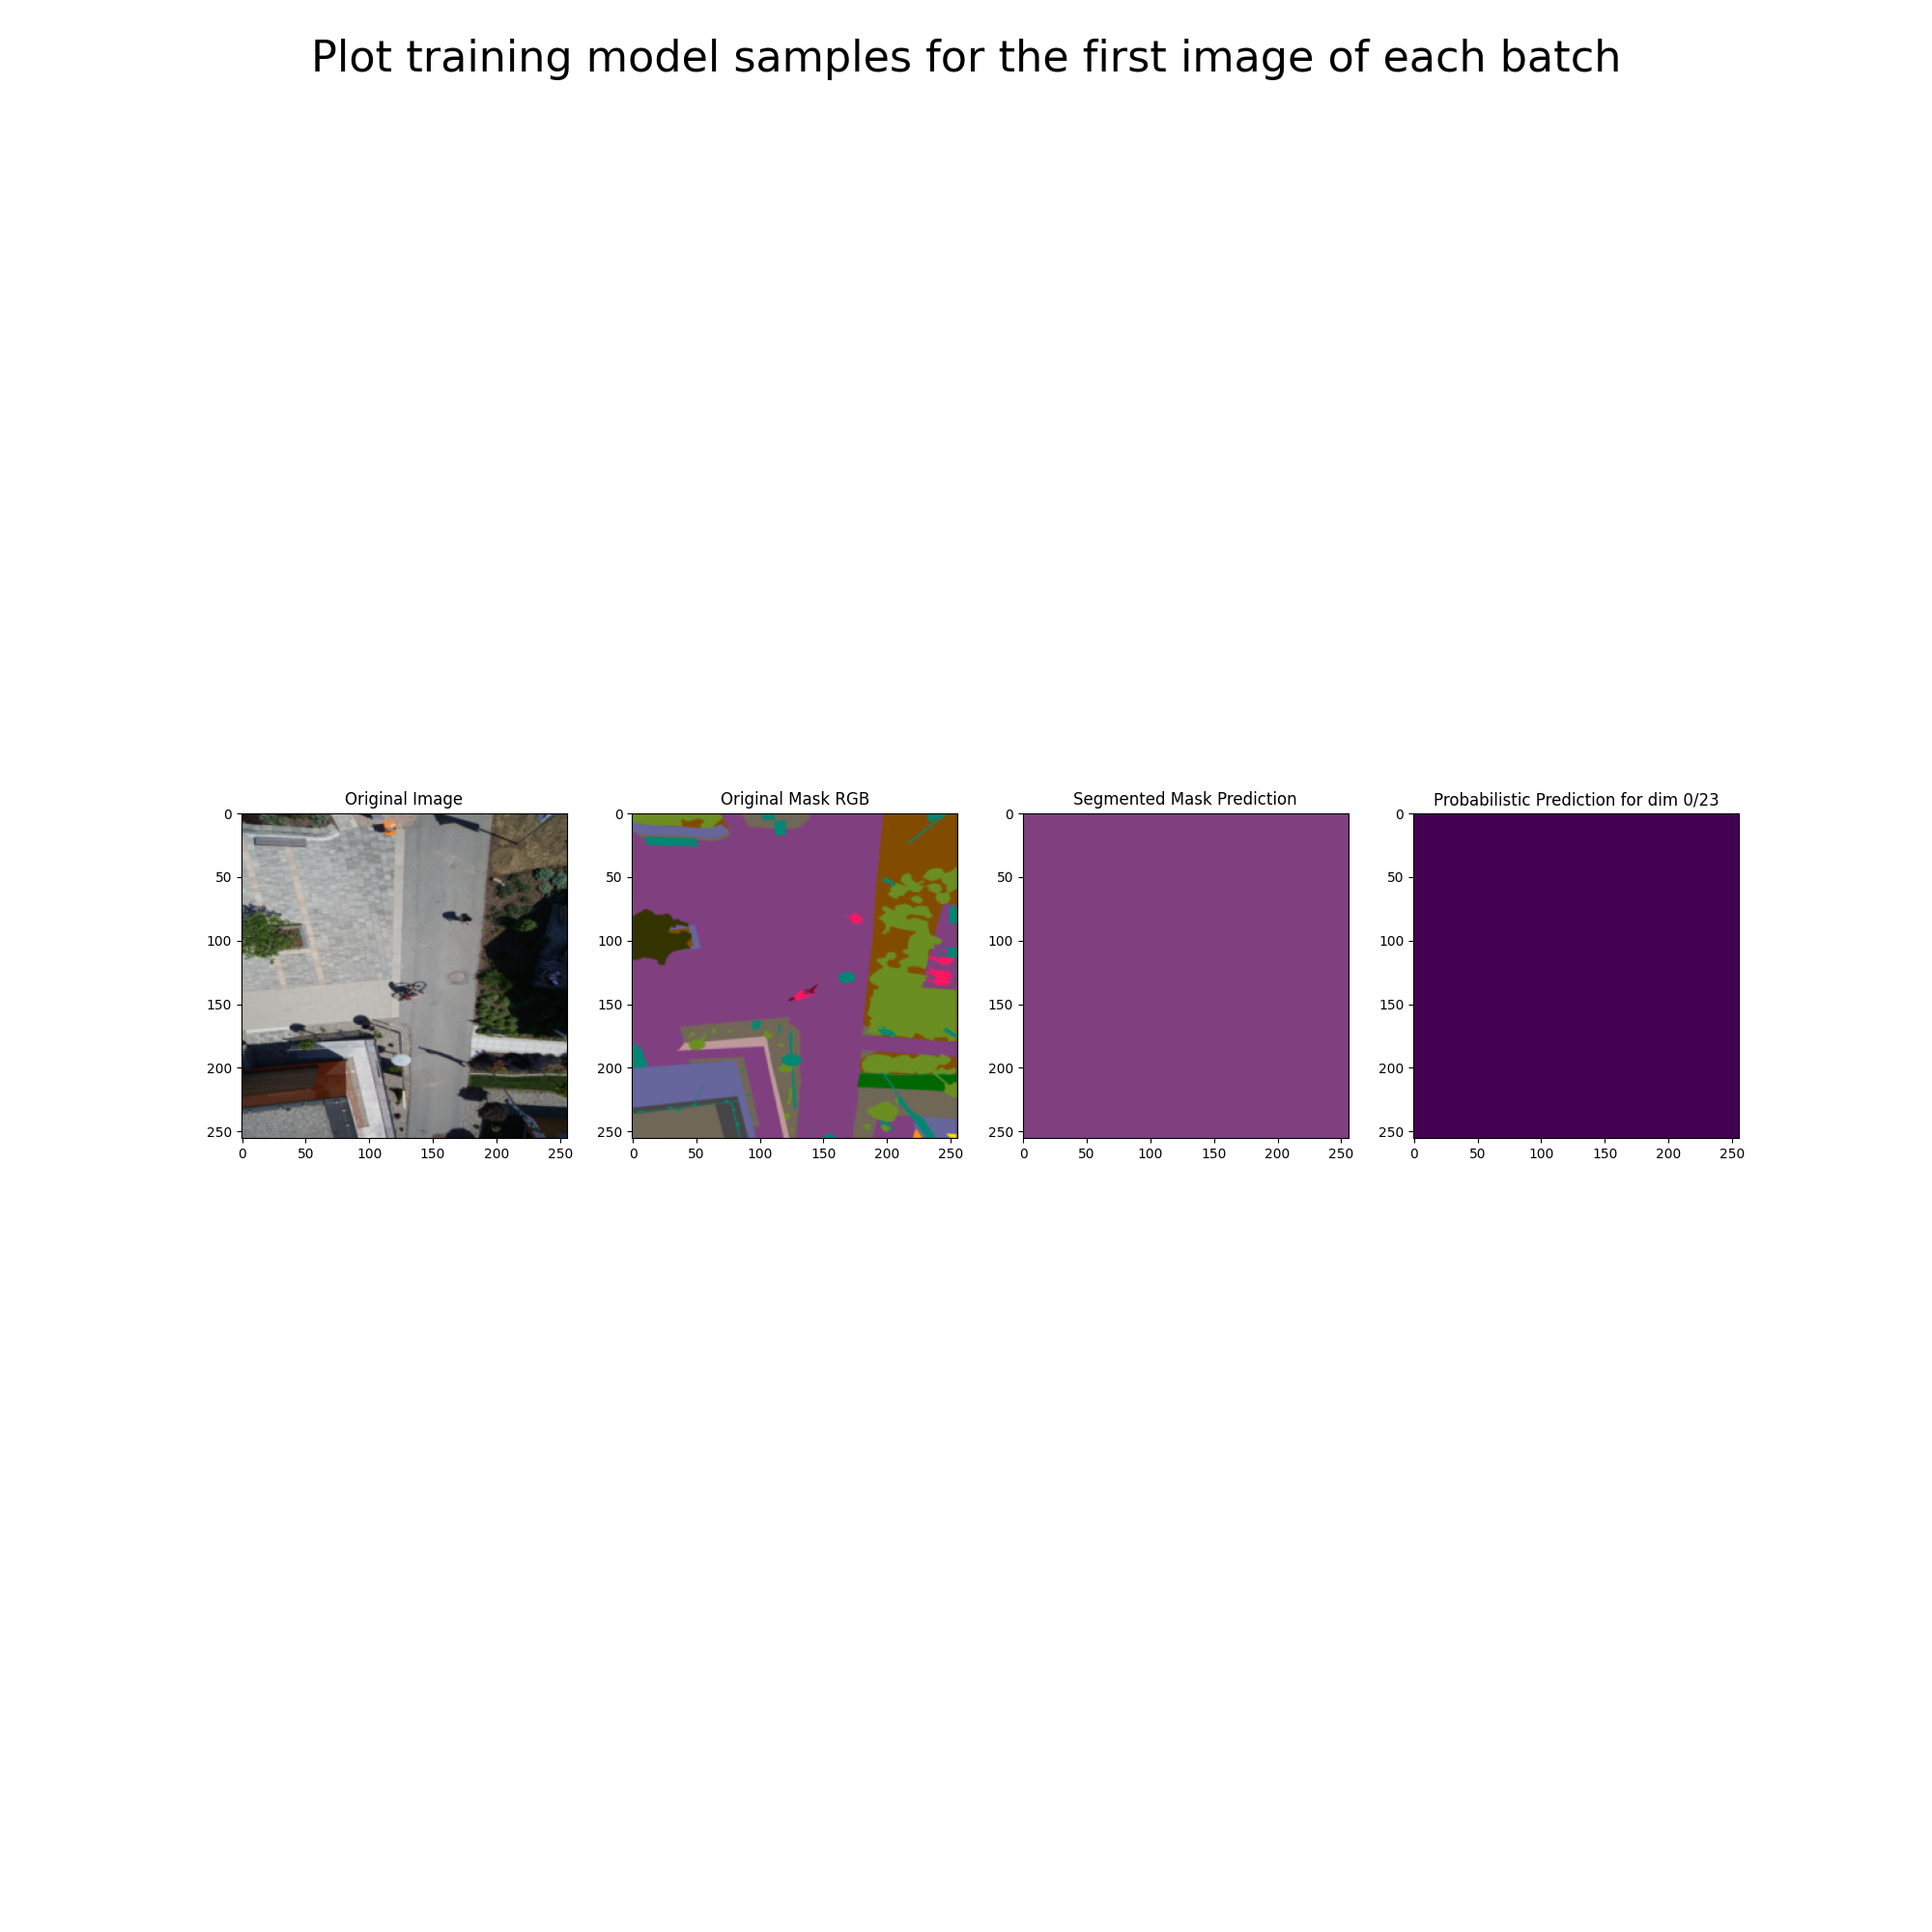 Plot training model samples for the first image of each batch
Original Image
Original Mask RGB
Segmented Mask Prediction
Probabilistic Prediction for dim 0/23
0
50
100
150
200
250
0 50 100 150 200 250
0
50
100
150
200
250
0 50 100 150 200 250
0
50
100
150
200
250
0 50 100 150 200 250
0
50
100
150
200
250
0 50 100 150 200 250